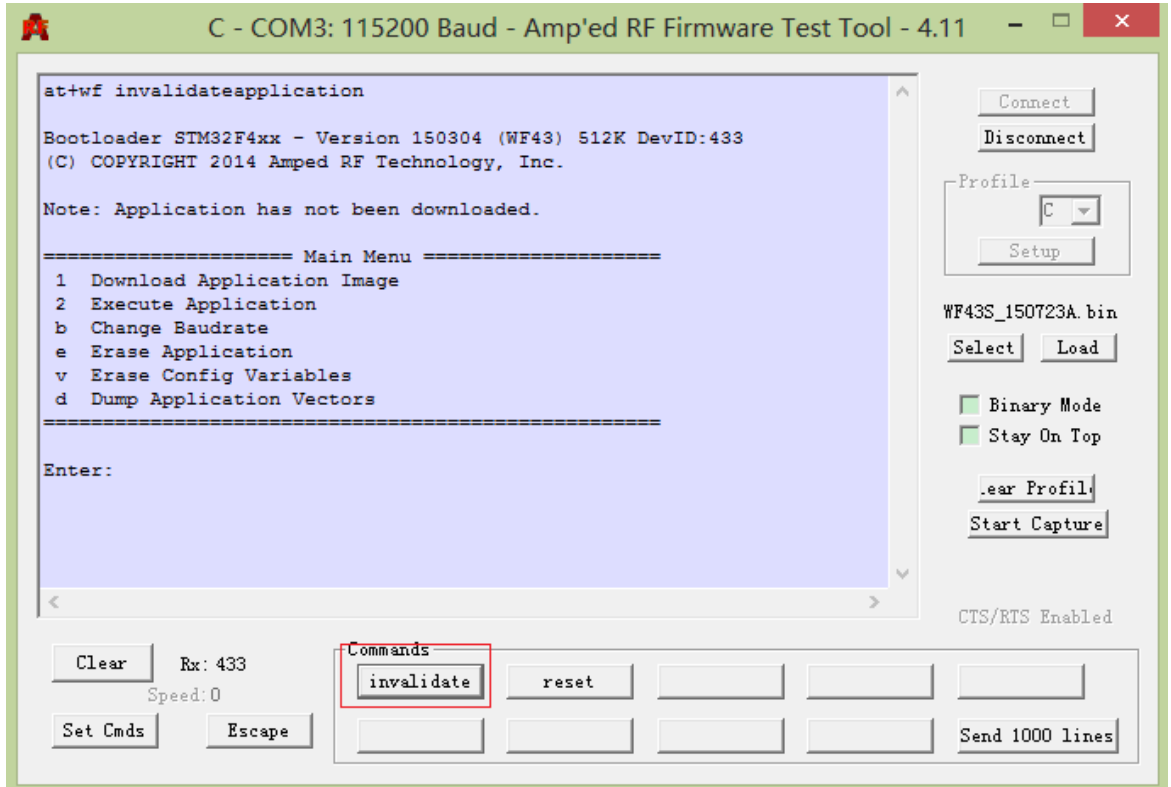 C - COM3: 115200 Baud - Amp'ed RF Firmware Test Tool - 4.11
at+wf invalidateapplication
Bootloader STM32F4xx - Version 150304 (WF43) 512K DevID:433
(C) COPYRIGHT 2014 Amped RF Technology, Inc.
Note: Application has not been downloaded.
===================== Main Menu ====================
1 Download Application Image
2 Execute Application
b Change Baudrate
e Erase Application
v Erase Config Variables
d Dump Application Vectors
====================================================
Enter:
Connect
Disconnect
Profile
C
Setup
WF43S_150723A.bin
Select Load
Binary Mode
Stay On Top
.ear Profil
Start Capture
CTS/RTS Enabled
Clear Rx: 433
Speed: 0
Set Cmds Escape
Commands
invalidate reset
Send 1000 lines